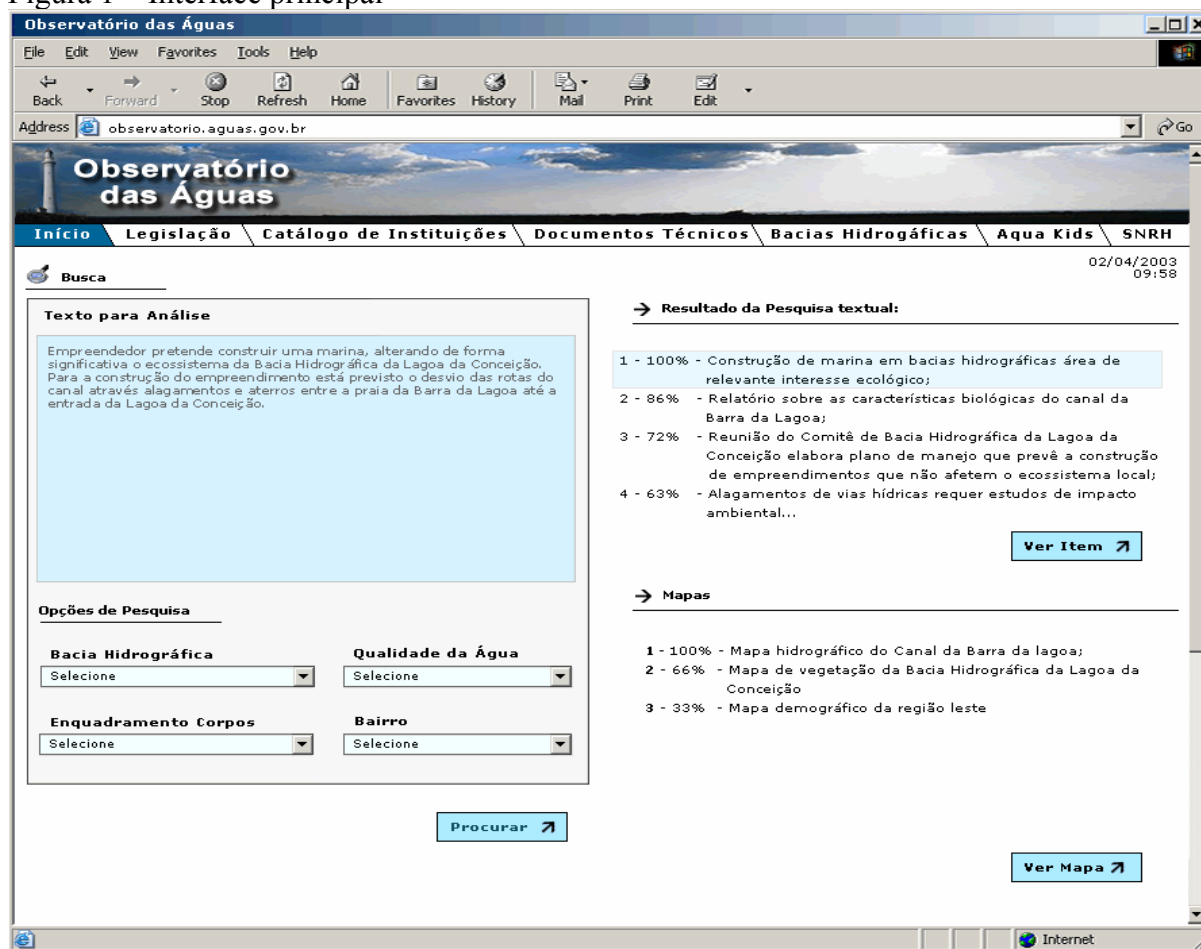 Figura 1 – Interface principal
Observatório das Águas
File Edit View Favorites Tools Help
Back Forward Stop Refresh Home Favorites History Mail Print Edit
Address observatorio.aguas.gov.br Go
Observatório
das Águas
Início Legislação Catálogo de Instituições Documentos Técnicos Bacias Hidrogáficas Aqua Kids SNRH
02/04/2003
09:58
Busca
Texto para Análise
Empreendedor pretende construir uma marina, alterando de forma
significativa o ecossistema da Bacia Hidrográfica da Lagoa da Conceição.
Para a construção do empreendimento está previsto o desvio das rotas do
canal através alagamentos e aterros entre a praia da Barra da Lagoa até a
entrada da Lagoa da Conceição.
Opções de Pesquisa
Bacia Hidrográfica Qualidade da Água
Selecione Selecione
Enquadramento Corpos Bairro
Selecione Selecione
Procurar
Resultado da Pesquisa textual:
1 - 100% - Construção de marina em bacias hidrográficas área de
relevante interesse ecológico;
2 - 86% - Relatório sobre as características biológicas do canal da
Barra da Lagoa;
3 - 72% - Reunião do Comitê de Bacia Hidrográfica da Lagoa da
Conceição elabora plano de manejo que prevê a construção
de empreendimentos que não afetem o ecossistema local;
4 - 63% - Alagamentos de vias hídricas requer estudos de impacto
ambiental...
Ver Item
Mapas
1 - 100% - Mapa hidrográfico do Canal da Barra da lagoa;
2 - 66% - Mapa de vegetação da Bacia Hidrográfica da Lagoa da
Conceição
3 - 33% - Mapa demográfico da região leste
Ver Mapa
Internet